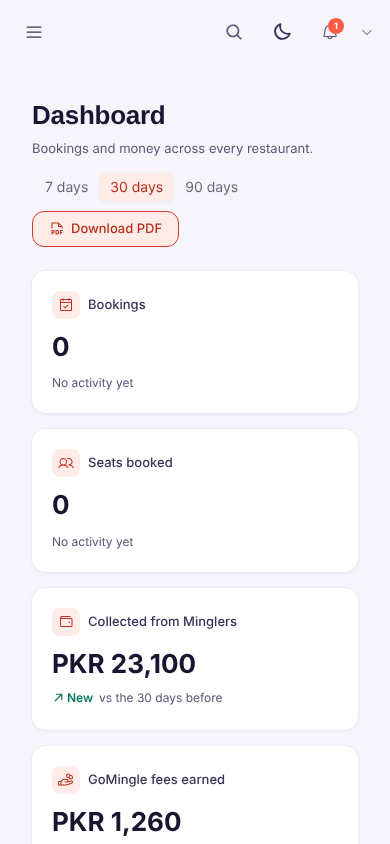 1
Dashboard
Bookings and money across every restaurant.
7 days 30 days 90 days
PDF Download PDF
Bookings
0
No activity yet
Seats booked
0
No activity yet
Collected from Minglers
PKR 23,100
New vs the 30 days before
GoMingle fees earned
PKR 1,260